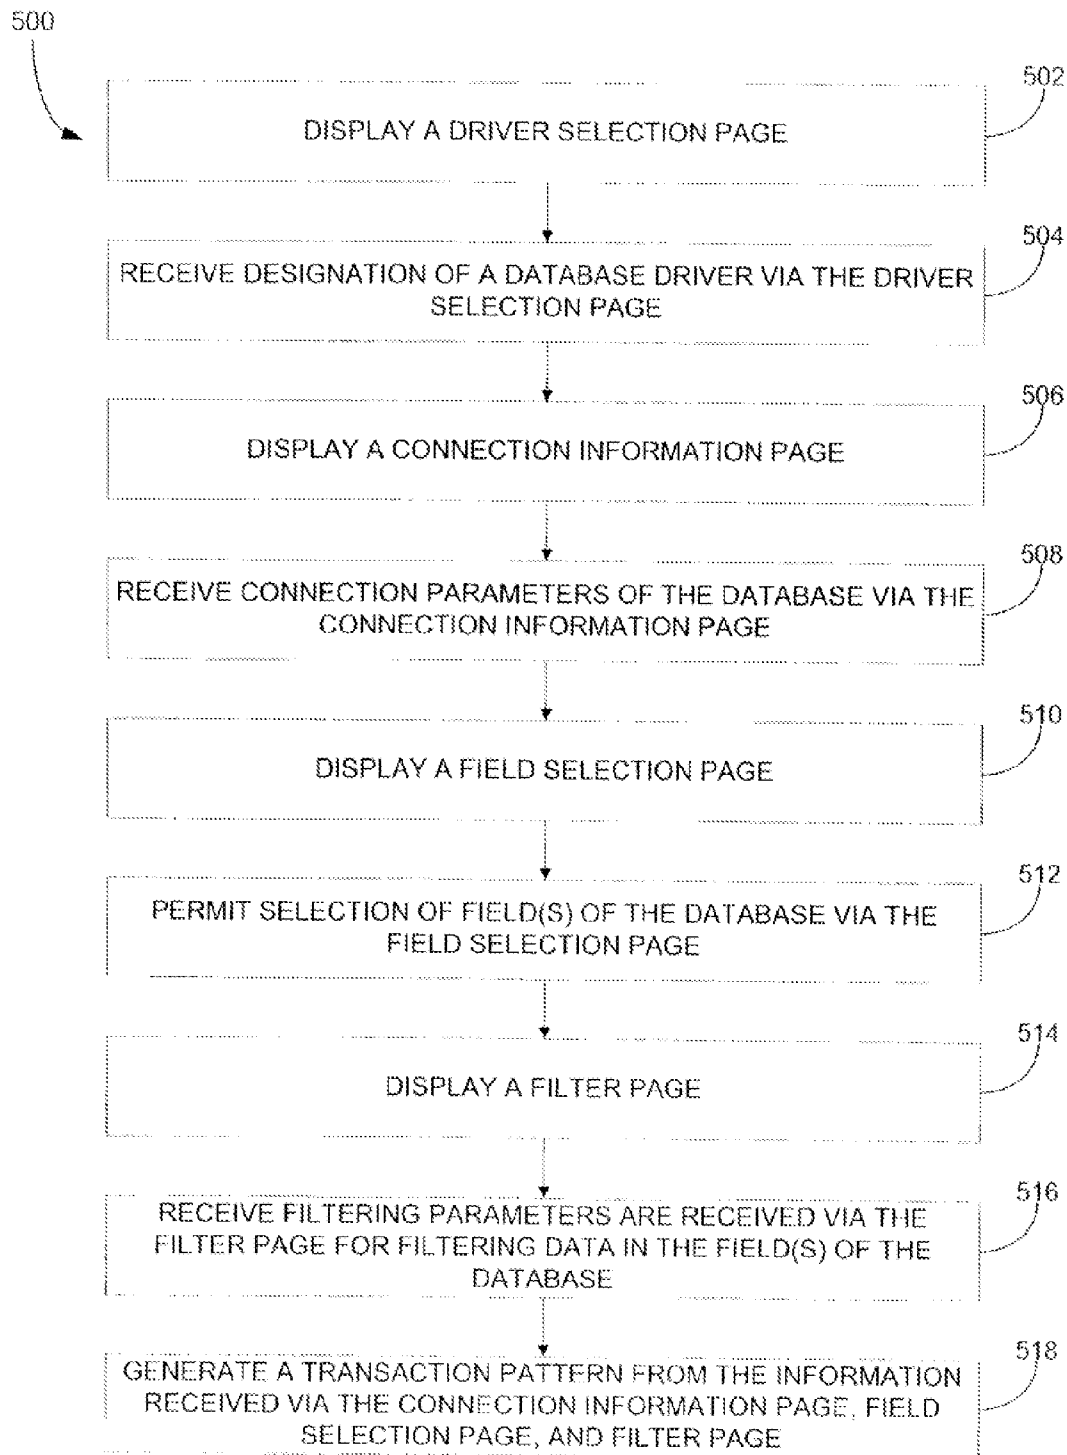 500
502
DISPLAY A DRIVER SELECTION PAGE
504
RECEIVE DESIGNATION OF A DATABASE DRIVER VIA THE DRIVER
SELECTION PAGE
506
DISPLAY A CONNECTION INFORMATION PAGE
508
RECEIVE CONNECTION PARAMETERS OF THE DATABASE VIA THE
CONNECTION INFORMATION PAGE
510
DISPLAY A FIELD SELECTION PAGE
512
PERMIT SELECTION OF FIELD(S) OF THE DATABASE VIA THE
FIELD SELECTION PAGE
514
DISPLAY A FILTER PAGE
516
RECEIVE FILTERING PARAMETERS ARE RECEIVED VIA THE
FILTER PAGE FOR FILTERING DATA IN THE FIELD(S) OF THE
DATABASE
518
GENERATE A TRANSACTION PATTERN FROM THE INFORMATION
RECEIVED VIA THE CONNECTION INFORMATION PAGE, FIELD
SELECTION PAGE, AND FILTER PAGE